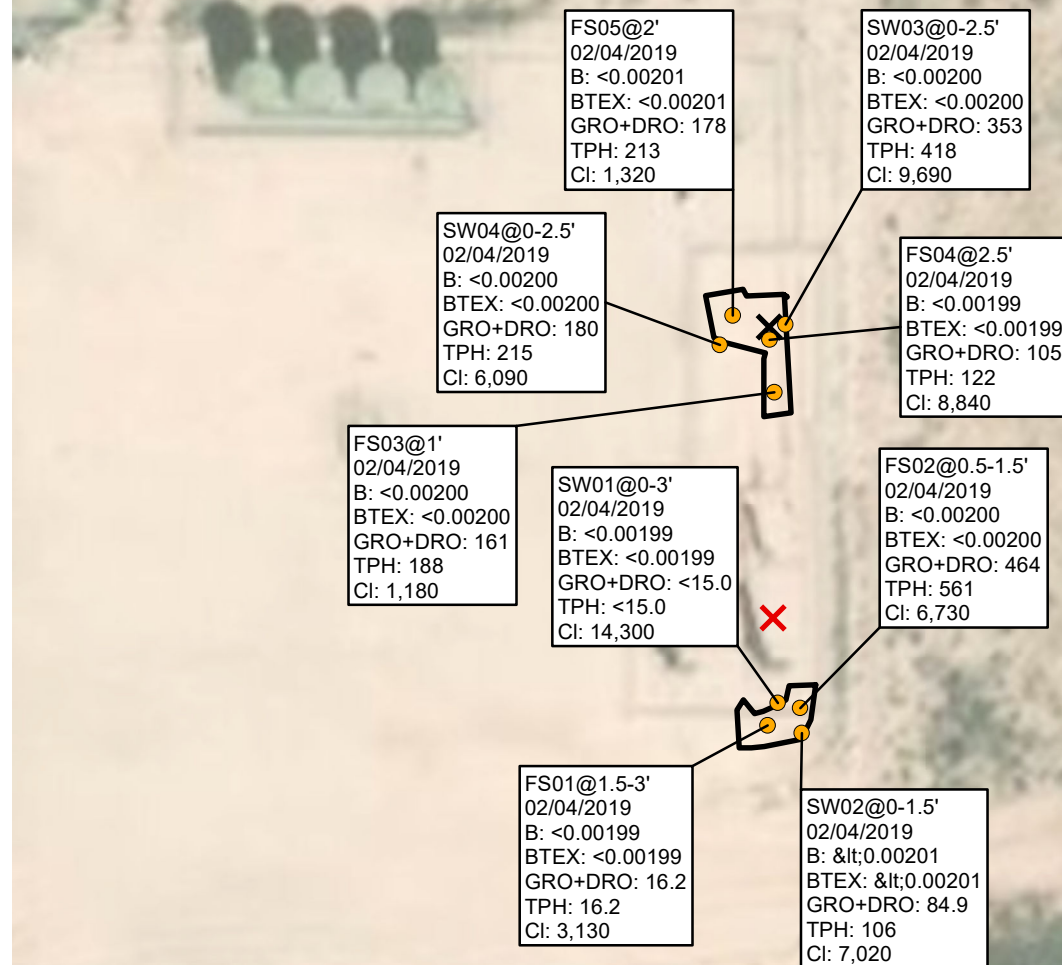 FS05@2'
02/04/2019
B: <0.00201
BTEX: <0.00201
GRO+DRO: 178
TPH: 213
Cl: 1,320
SW03@0-2.5'
02/04/2019
B: <0.00200
BTEX: <0.00200
GRO+DRO: 353
TPH: 418
Cl: 9,690
SW04@0-2.5'
02/04/2019
B: <0.00200
BTEX: <0.00200
GRO+DRO: 180
TPH: 215
Cl: 6,090
FS04@2.5'
02/04/2019
B: <0.00199
BTEX: <0.00199
GRO+DRO: 105
TPH: 122
Cl: 8,840
FS03@1'
02/04/2019
B: <0.00200
BTEX: <0.00200
GRO+DRO: 161
TPH: 188
Cl: 1,180
SW01@0-3'
02/04/2019
B: <0.00199
BTEX: <0.00199
GRO+DRO: <15.0
TPH: <15.0
Cl: 14,300
FS02@0.5-1.5'
02/04/2019
B: <0.00200
BTEX: <0.00200
GRO+DRO: 464
TPH: 561
Cl: 6,730
FS01@1.5-3'
02/04/2019
B: <0.00199
BTEX: <0.00199
GRO+DRO: 16.2
TPH: 16.2
Cl: 3,130
SW02@0-1.5'
02/04/2019
B: &lt;0.00201
BTEX: &lt;0.00201
GRO+DRO: 84.9
TPH: 106
Cl: 7,020